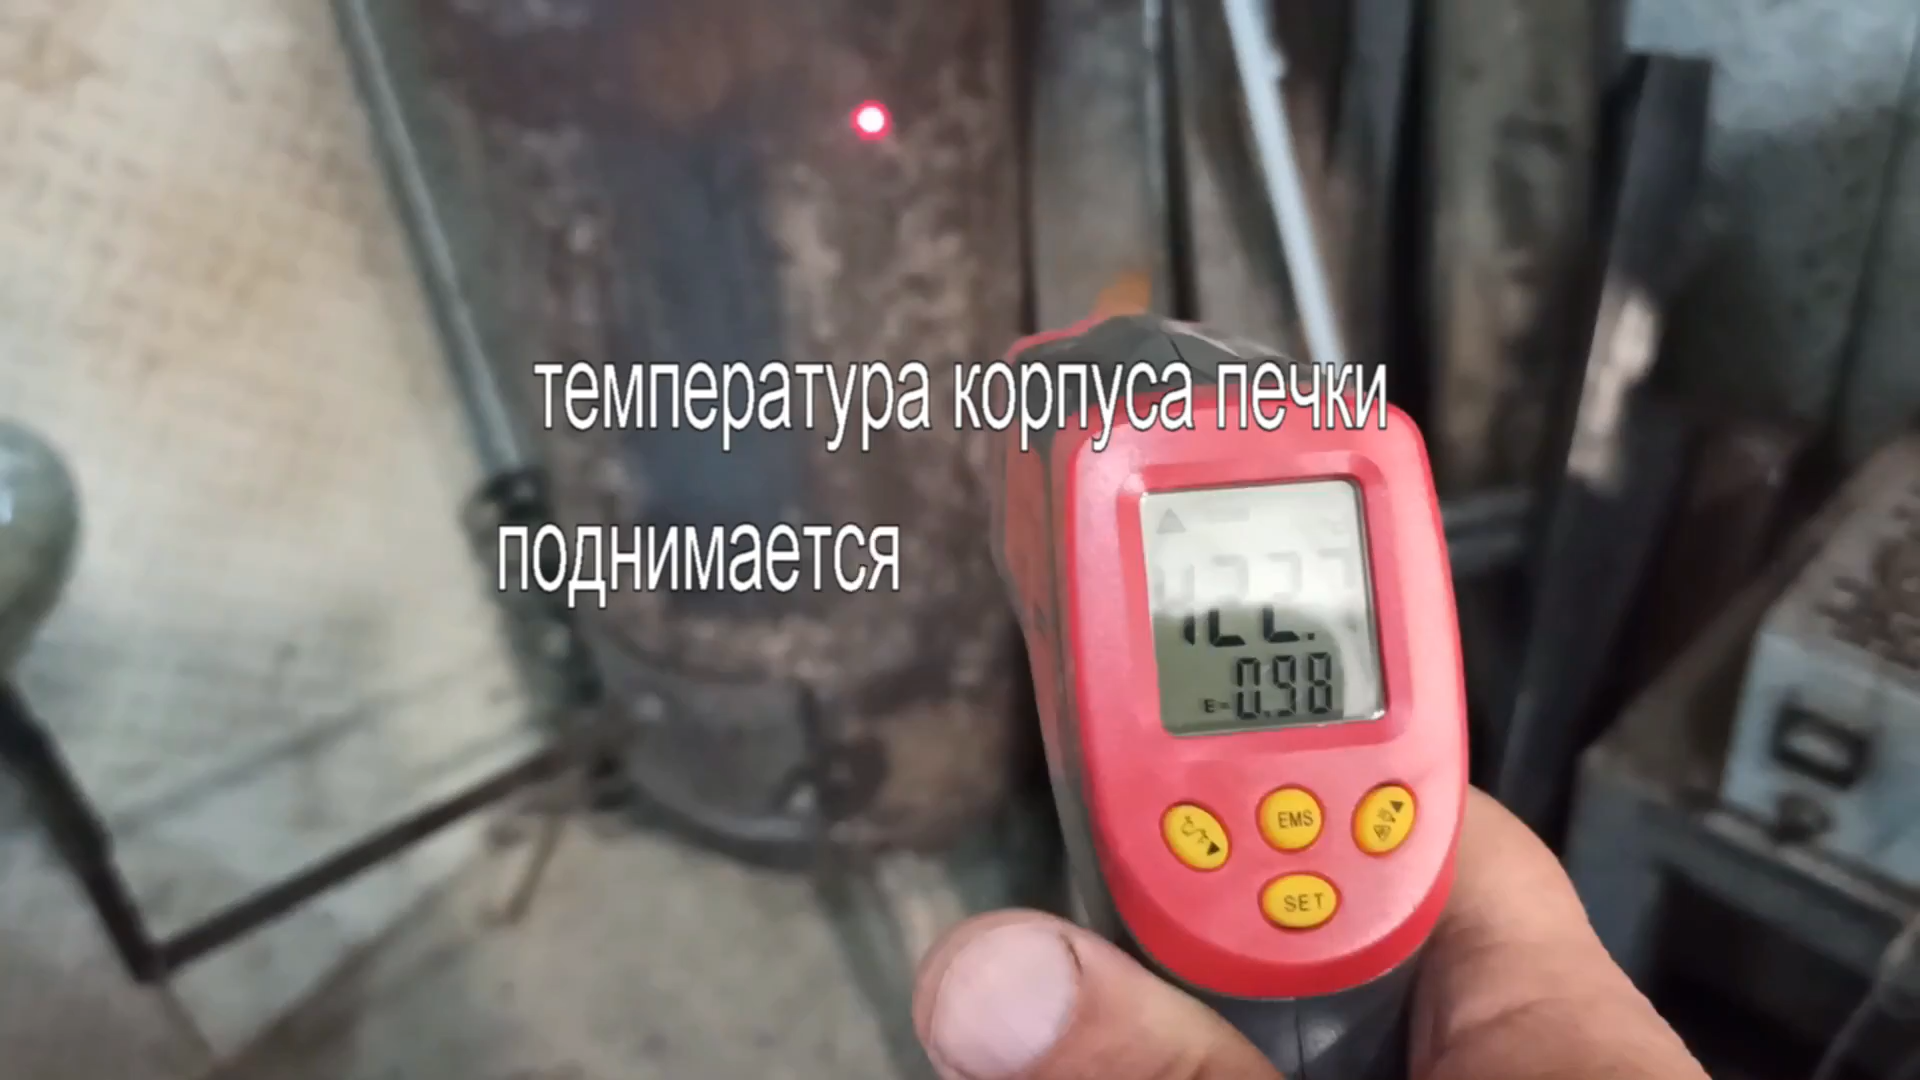 температура корпуса печки
поднимается
E=0.98
EMS
SET